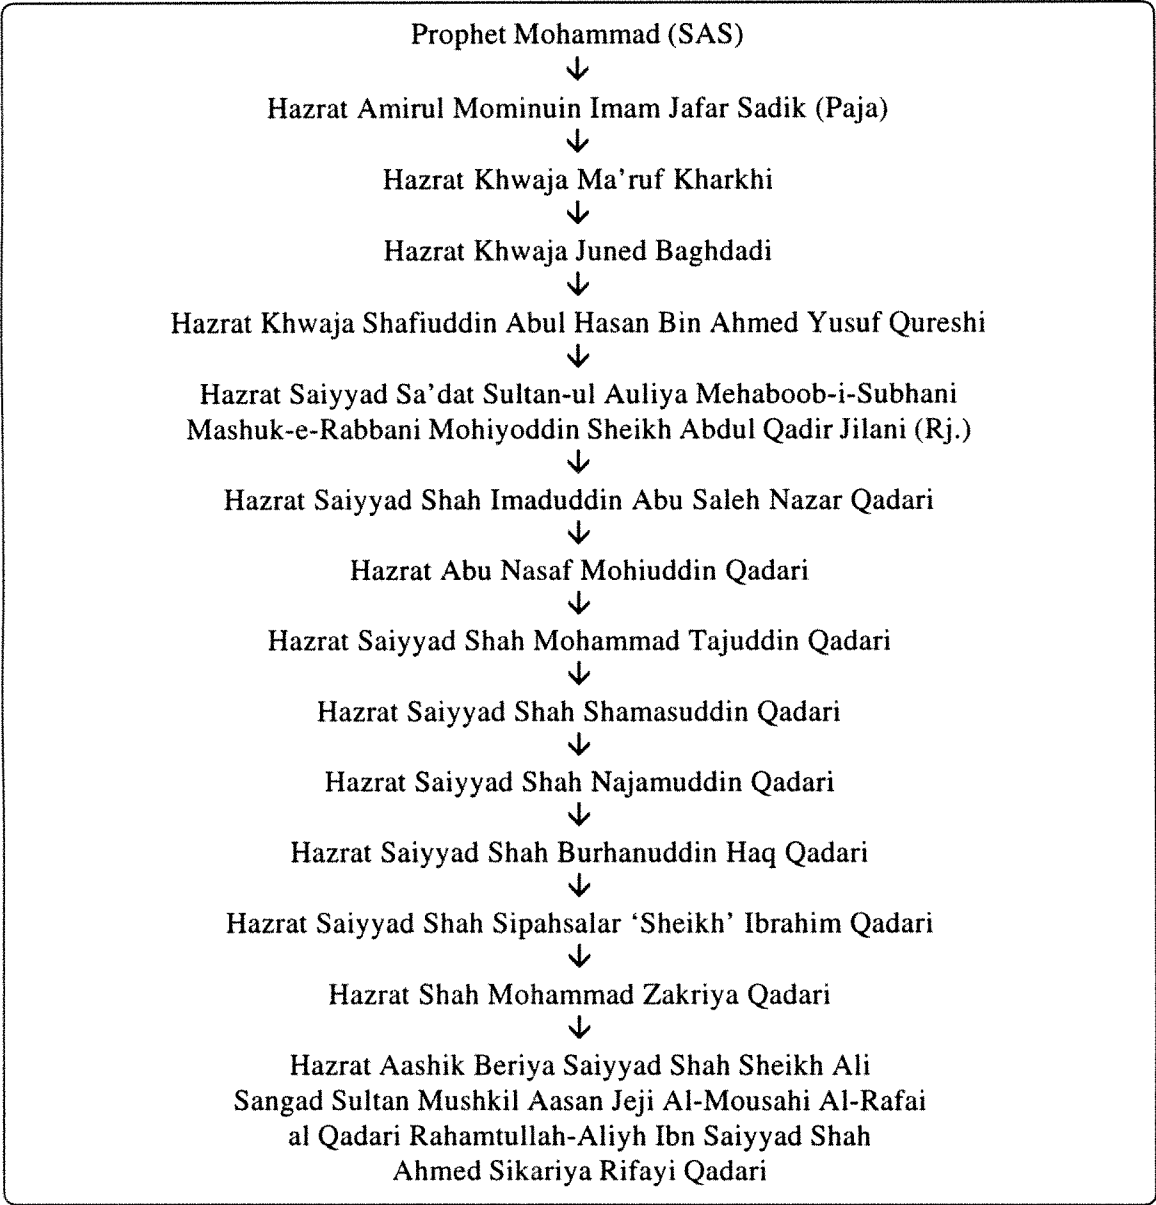 Prophet Mohammad (SAS)
↓
Hazrat Amirul Mominuin Imam Jafar Sadik (Paja)
↓
Hazrat Khwaja Ma'ruf Kharkhi
↓
Hazrat Khwaja Juned Baghdadi
↓
Hazrat Khwaja Shafiuddin Abul Hasan Bin Ahmed Yusuf Qureshi
↓
Hazrat Saiyyad Sa'dat Sultan-ul Auliya Mehaboob-i-Subhani
Mashuk-e-Rabbani Mohiyoddin Sheikh Abdul Qadir Jilani (Rj.)
↓
Hazrat Saiyyad Shah Imaduddin Abu Saleh Nazar Qadari
↓
Hazrat Abu Nasaf Mohiuddin Qadari
↓
Hazrat Saiyyad Shah Mohammad Tajuddin Qadari
↓
Hazrat Saiyyad Shah Shamasuddin Qadari
↓
Hazrat Saiyyad Shah Najamuddin Qadari
↓
Hazrat Saiyyad Shah Burhanuddin Haq Qadari
↓
Hazrat Saiyyad Shah Sipahsalar 'Sheikh' Ibrahim Qadari
↓
Hazrat Shah Mohammad Zakriya Qadari
↓
Hazrat Aashik Beriya Saiyyad Shah Sheikh Ali
Sangad Sultan Mushkil Aasan Jeji Al-Mousahi Al-Rafai
al Qadari Rahamtullah-Aliyh Ibn Saiyyad Shah
Ahmed Sikariya Rifayi Qadari